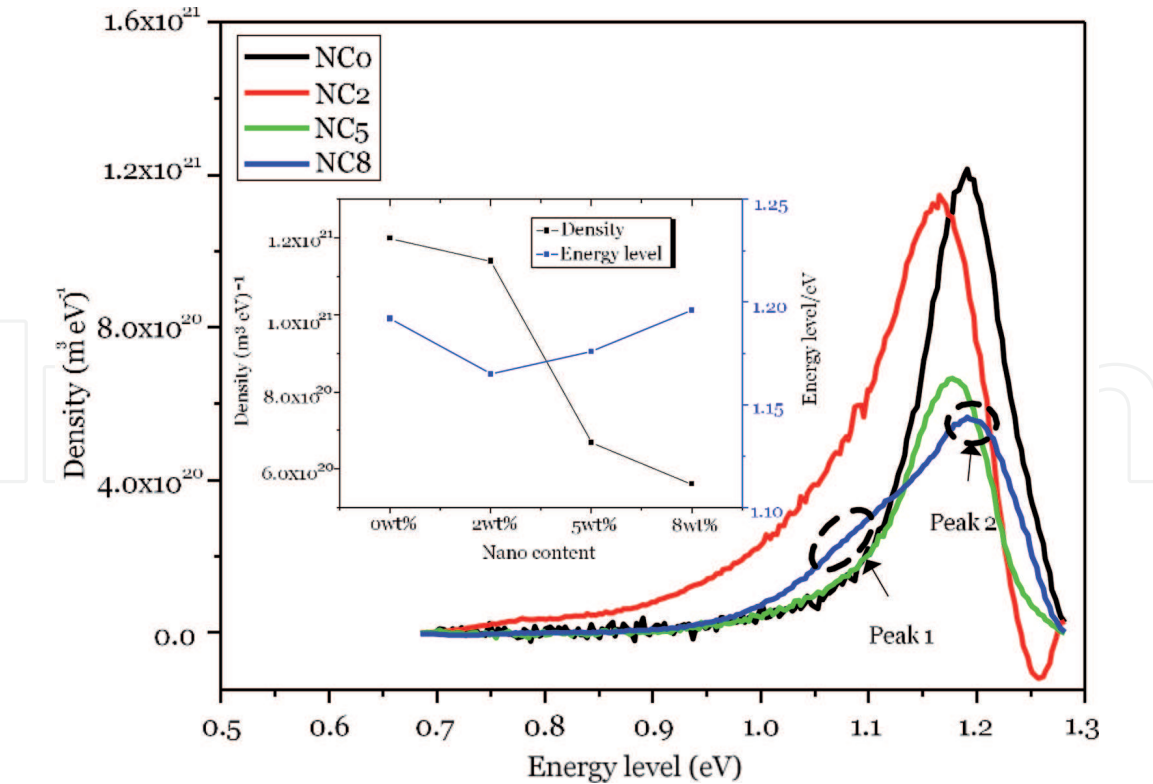 1.6x10²¹
1.2x10²¹
8.0x10²⁰
4.0x10²⁰
0.0
Density (m³ eV)⁻¹
NC0
NC2
NC5
NC8
1.2x10²¹
1.0x10²¹
8.0x10²⁰
6.0x10²⁰
Density (m³ eV)⁻¹
Density
Energy level
1.25
1.20
1.15
1.10
Energy level/eV
0wt% 2wt% 5wt% 8wt%
Nano content
Peak 2
Peak 1
0.5 0.6 0.7 0.8 0.9 1.0 1.1 1.2 1.3
Energy level (eV)